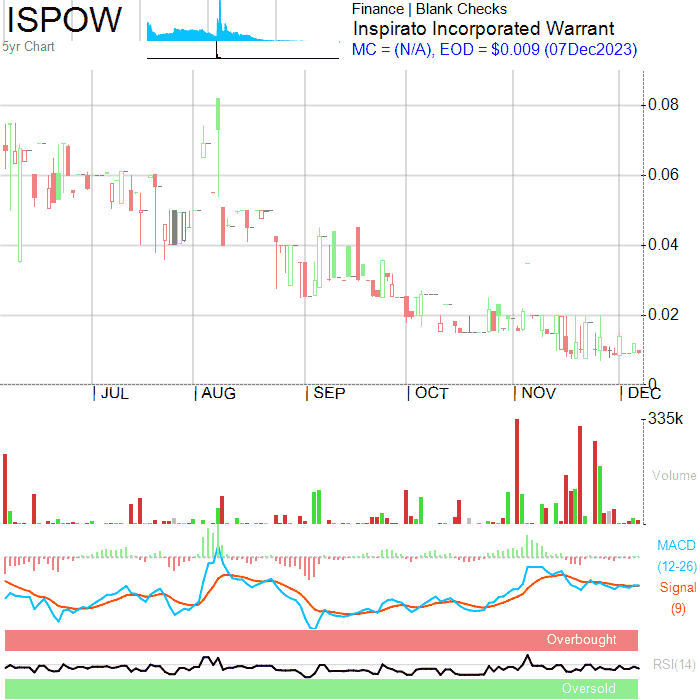 ISPOW
5yr Chart
Finance | Blank Checks
Inspirato Incorporated Warrant
MC = (N/A), EOD = $0.009 (07Dec2023)
0.08
0.06
0.04
0.02
0
JUL AUG SEP OCT NOV DEC
335k
Volume
MACD
(12-26)
Signal
(9)
Overbought
RSI(14)
Oversold